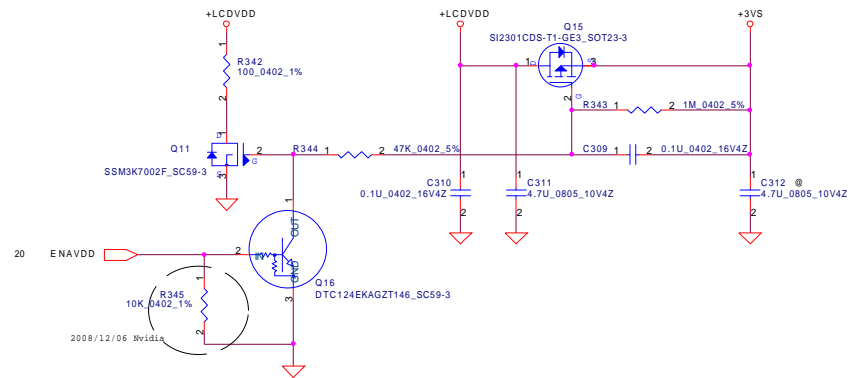 +LCDVDD
+LCDVDD
Q15
SI2301CDS-T1-GE3_SOT23-3
+3VS
1
R342
100_0402_1%
2
D
1
3
S
G
2
R343
1
2
1M_0402_5%
1
D
Q11
2
G
3
S
SSM3K7002F_SC59-3
R344
1
2
47K_0402_5%
C309
1
2
0.1U_0402_16V4Z
1
C310
0.1U_0402_16V4Z
2
1
C311
4.7U_0805_10V4Z
2
1
C312 @
4.7U_0805_10V4Z
2
1
OUT
20
ENAVDD
2
IN
GND
3
Q16
DTC124EKAGZT146_SC59-3
1
R345
10K_0402_1%
2
2008/12/06 Nvidia